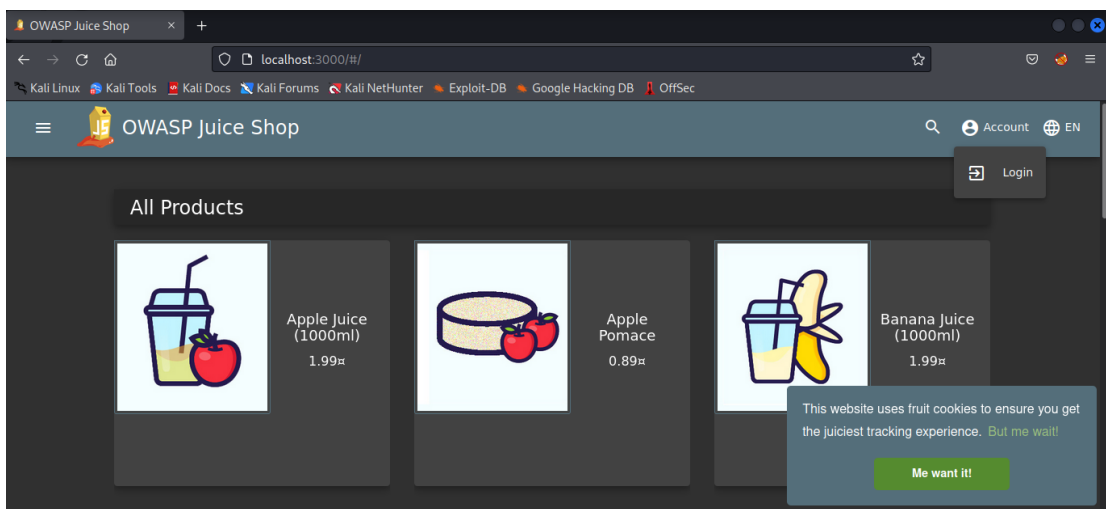 OWASP Juice Shop
localhost:3000/#/
Kali Linux Kali Tools Kali Docs Kali Forums Kali NetHunter Exploit-DB Google Hacking DB OffSec
JS OWASP Juice Shop Account EN
Login
All Products
Apple Juice
(1000ml)
1.99¤
Apple
Pomace
0.89¤
Banana Juice
(1000ml)
1.99¤
This website uses fruit cookies to ensure you get
the juiciest tracking experience. But me wait!
Me want it!